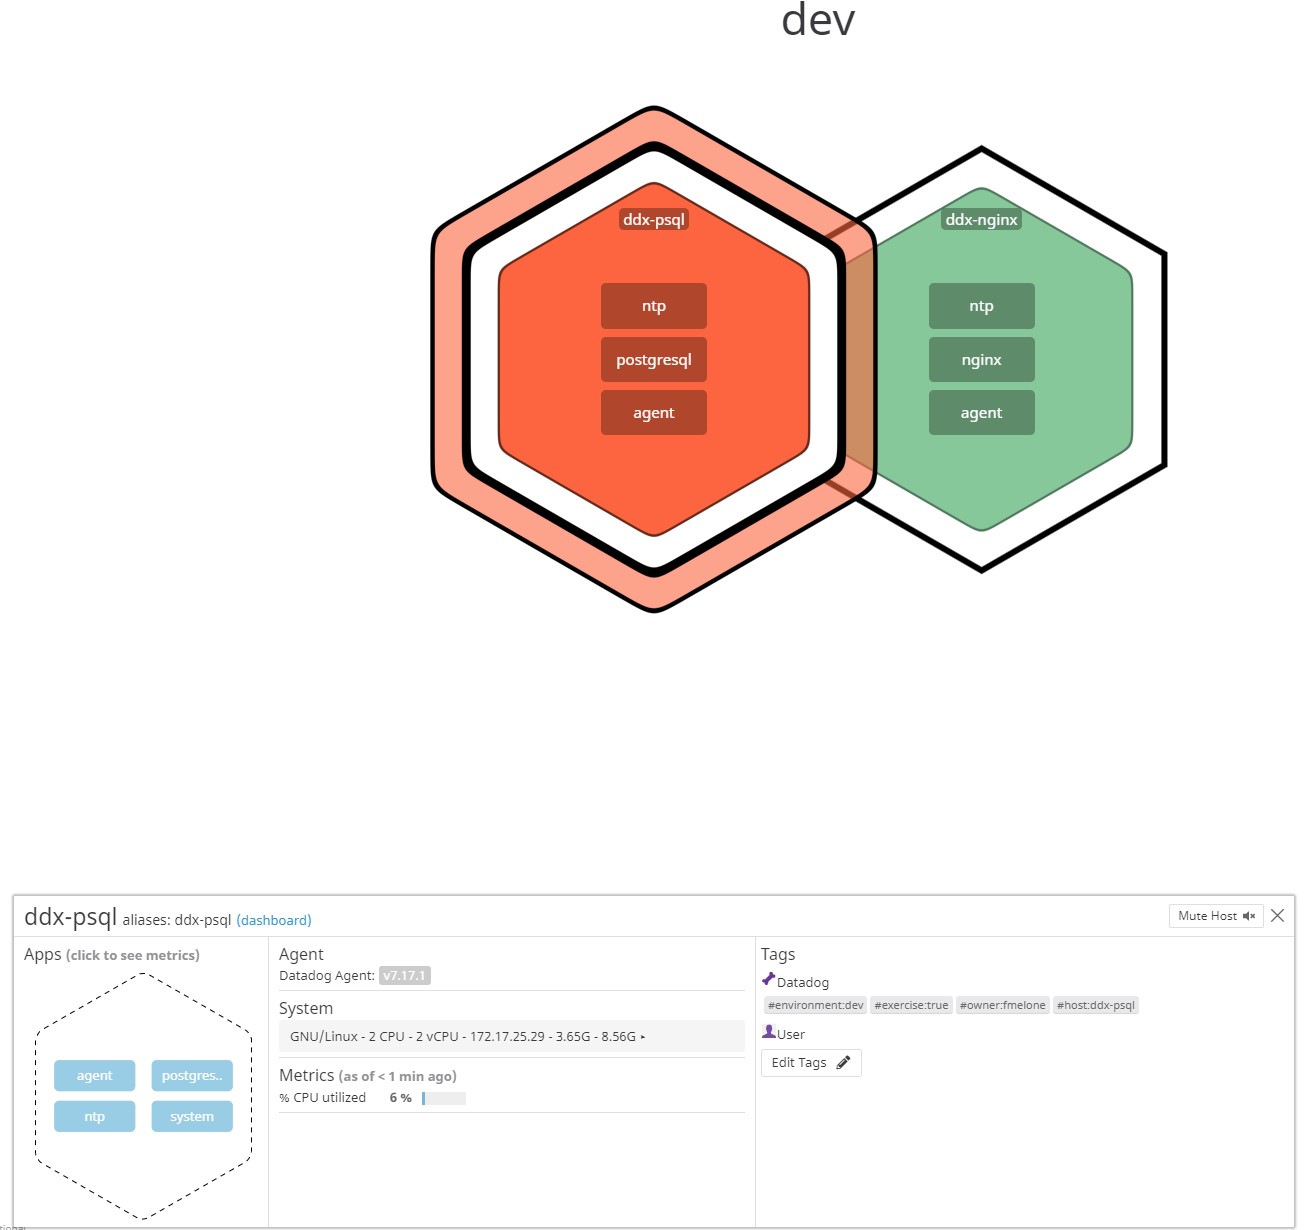 dev
ddx-psql
ntp
postgresql
agent
ddx-nginx
ntp
nginx
agent
ddx-psql aliases: ddx-psql (dashboard)
Mute Host
Apps (click to see metrics)
agent
postgres..
ntp
system
Agent
Datadog Agent: v7.17.1
System
GNU/Linux - 2 CPU - 2 vCPU - 172.17.25.29 - 3.65G - 8.56G ▸
Metrics (as of < 1 min ago)
% CPU utilized 6 %
Tags
Datadog
#environment:dev #exercise:true #owner:fmelone #host:ddx-psql
User
Edit Tags